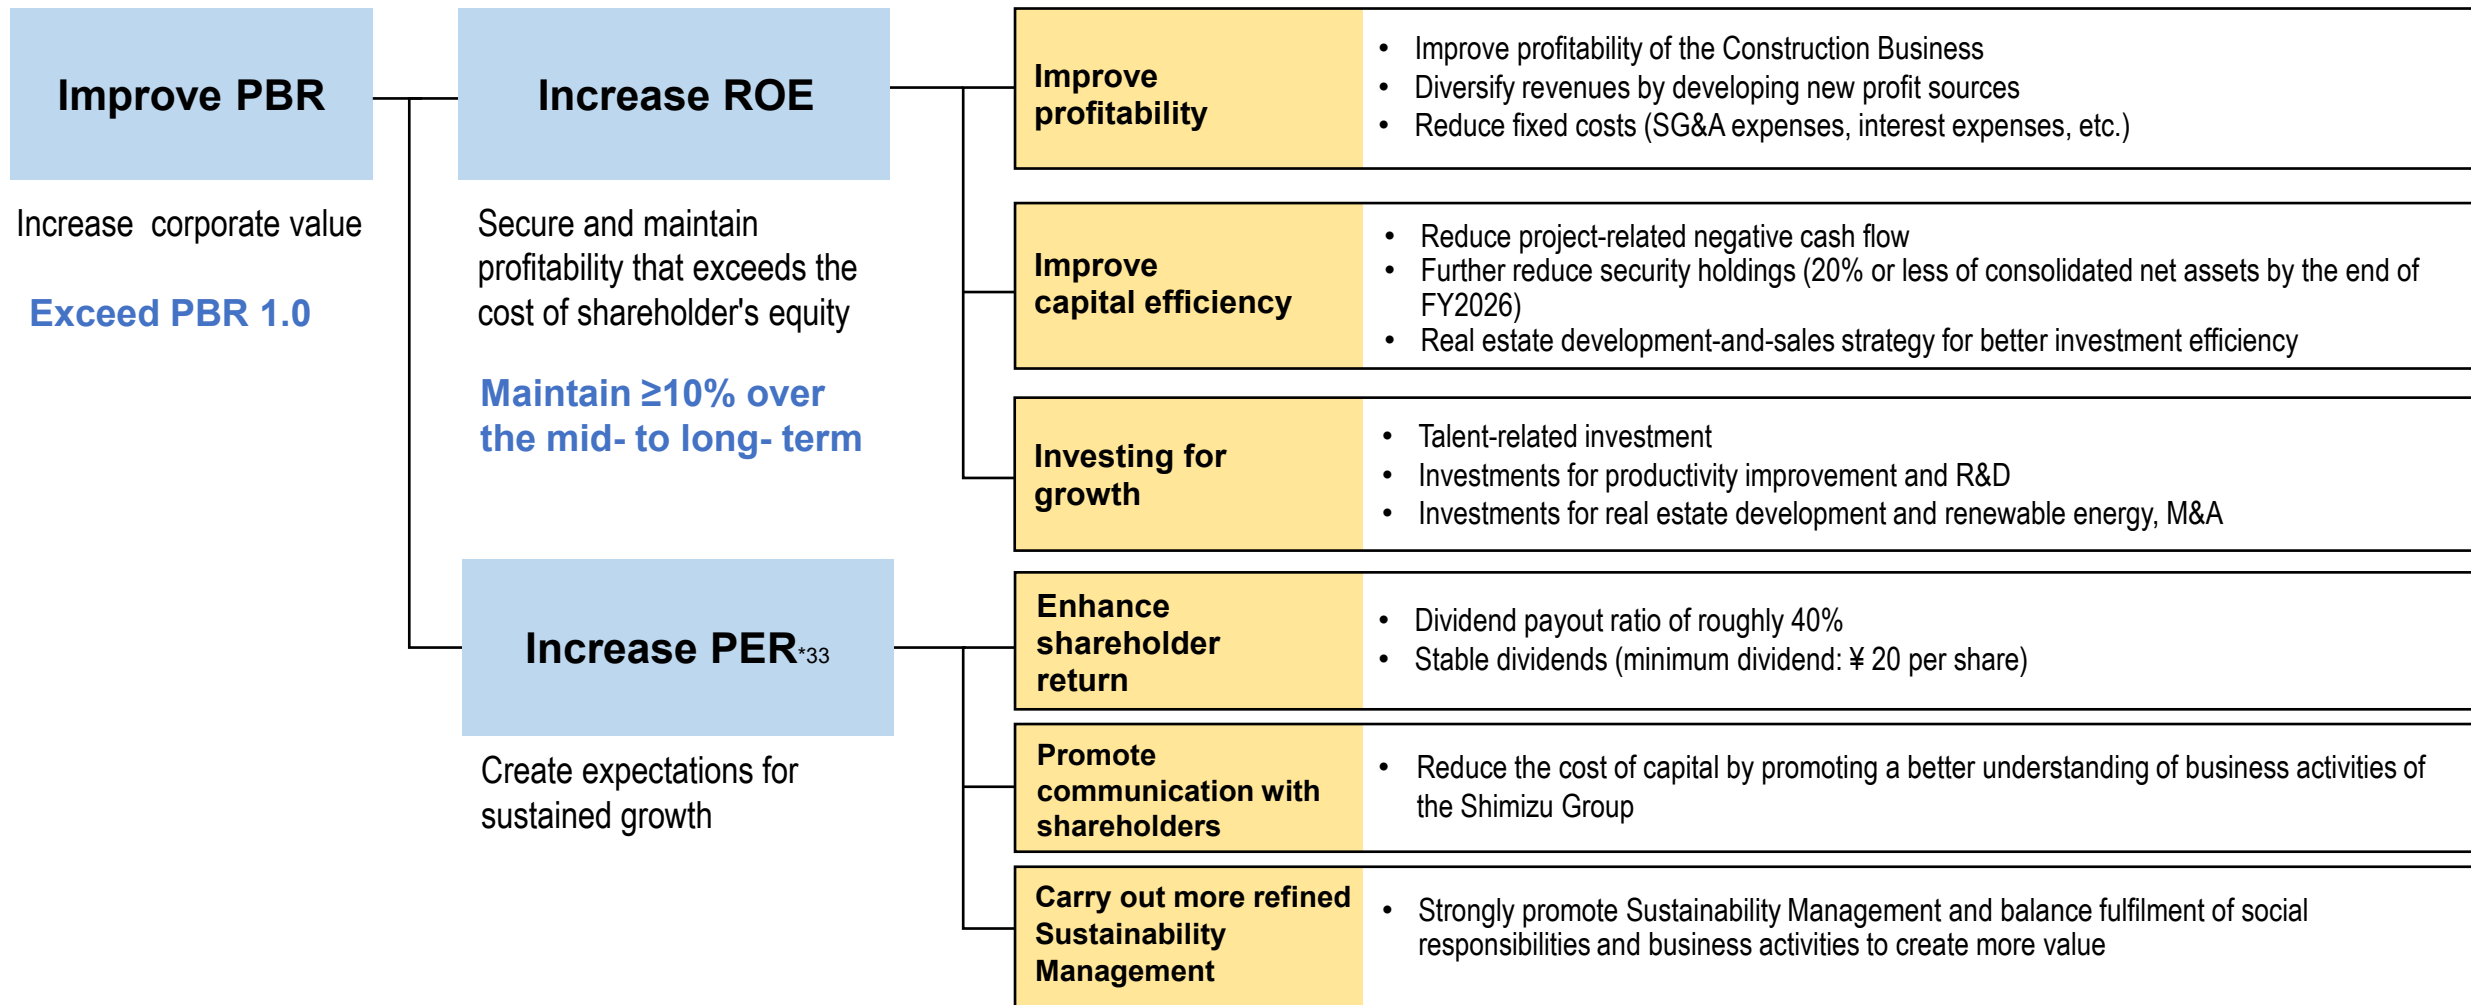 Improve PBR
Increase  corporate value
Exceed PBR 1.0
Increase ROE
Secure and maintain
profitability that exceeds the
cost of shareholder's equity
Maintain ≥10% over
the mid- to long- term
Improve
profitability
• Improve profitability of the Construction Business
• Diversify revenues by developing new profit sources
• Reduce fixed costs (SG&A expenses, interest expenses, etc.)
Improve
capital efficiency
• Reduce project-related negative cash flow
• Further reduce security holdings (20% or less of consolidated net assets by the end of
FY2026)
• Real estate development-and-sales strategy for better investment efficiency
Investing for
growth
• Talent-related investment
• Investments for productivity improvement and R&D
• Investments for real estate development and renewable energy, M&A
Increase PER*33
Create expectations for
sustained growth
Enhance
shareholder
return
• Dividend payout ratio of roughly 40%
• Stable dividends (minimum dividend: ¥ 20 per share)
Promote
communication with
shareholders
• Reduce the cost of capital by promoting a better understanding of business activities of
the Shimizu Group
Carry out more refined
Sustainability
Management
• Strongly promote Sustainability Management and balance fulfilment of social
responsibilities and business activities to create more value